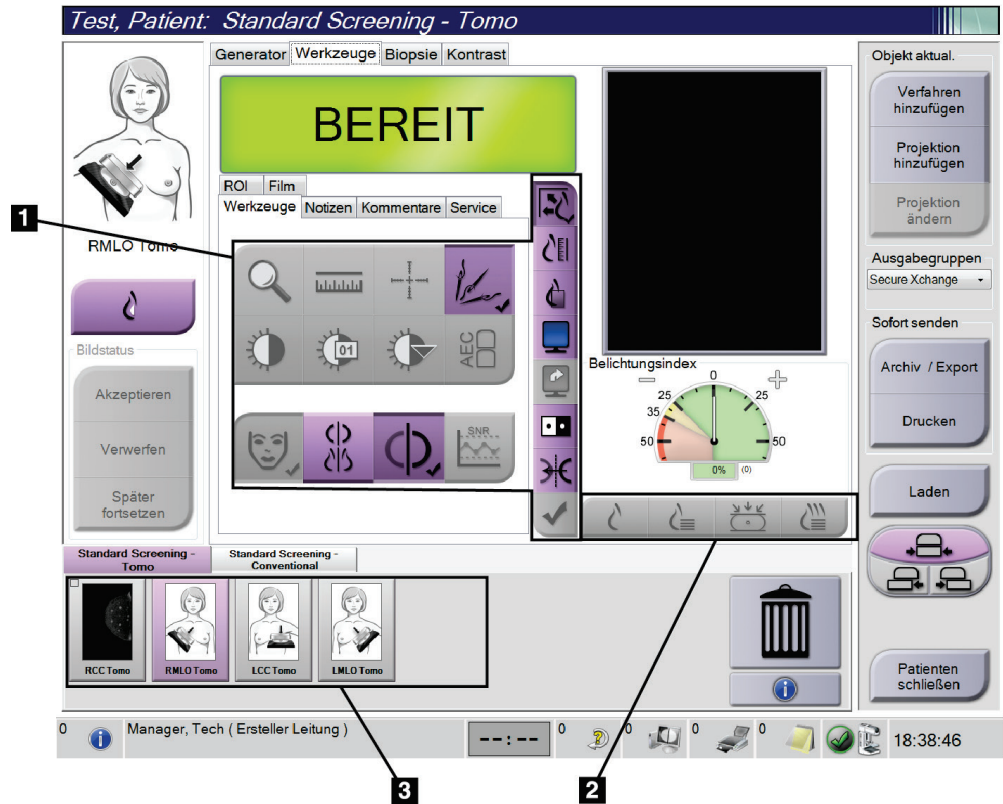 Test, Patient: Standard Screening - Tomo
Generator Werkzeuge Biopsie Kontrast
BEREIT
ROI Film
Werkzeuge Notizen Kommentare Service
1
RMLO Tomo
01
AEC
SNR
Bildstatus
Akzeptieren
Verwerfen
Später
fortsetzen
Belichtungsindex
0
25 25
35
50 50
0% (0)
Objekt aktual.
Verfahren
hinzufügen
Projektion
hinzufügen
Projektion
ändern
Ausgabegruppen
Secure Xchange
Sofort senden
Archiv / Export
Drucken
Laden
Patienten
schließen
Standard Screening -
Tomo
Standard Screening -
Conventional
RCC Tomo RMLO Tomo LCC Tomo LMLO Tomo
0 Manager, Tech ( Ersteller Leitung ) --:-- 0 0 0 0 18:38:46
3 2